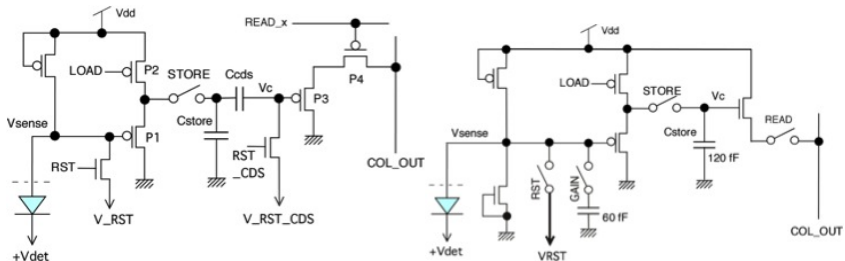 Vdd
READ_x
LOAD
P2
STORE
Ccds
Vc
P3
P4
Vsense
P1
Cstore
RST
RST
_CDS
COL_OUT
V_RST
V_RST_CDS
+Vdet
Vdd
LOAD
STORE
Vc
READ
Vsense
Cstore
120 fF
RST
GAIN
60 fF
COL_OUT
+Vdet
VRST